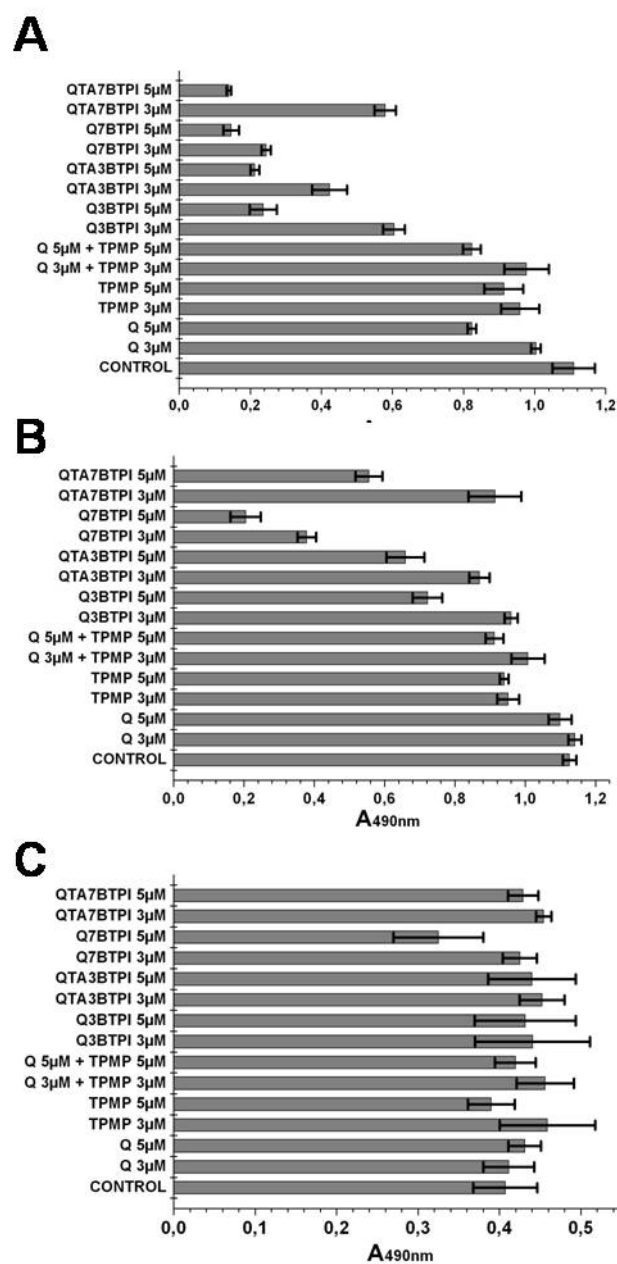 A
QTA7BTPI 5µM
QTA7BTPI 3µM
Q7BTPI 5µM
Q7BTPI 3µM
QTA3BTPI 5µM
QTA3BTPI 3µM
Q3BTPI 5µM
Q3BTPI 3µM
Q 5µM + TPMP 5µM
Q 3µM + TPMP 3µM
TPMP 5µM
TPMP 3µM
Q 5µM
Q 3µM
CONTROL
0,0 0,2 0,4 0,6 0,8 1,0 1,2
B
QTA7BTPI 5µM
QTA7BTPI 3µM
Q7BTPI 5µM
Q7BTPI 3µM
QTA3BTPI 5µM
QTA3BTPI 3µM
Q3BTPI 5µM
Q3BTPI 3µM
Q 5µM + TPMP 5µM
Q 3µM + TPMP 3µM
TPMP 5µM
TPMP 3µM
Q 5µM
Q 3µM
CONTROL
0,0 0,2 0,4 0,6 0,8 1,0 1,2
A490nm
C
QTA7BTPI 5µM
QTA7BTPI 3µM
Q7BTPI 5µM
Q7BTPI 3µM
QTA3BTPI 5µM
QTA3BTPI 3µM
Q3BTPI 5µM
Q3BTPI 3µM
Q 5µM + TPMP 5µM
Q 3µM + TPMP 3µM
TPMP 5µM
TPMP 3µM
Q 5µM
Q 3µM
CONTROL
0,0 0,1 0,2 0,3 0,4 0,5
A490nm